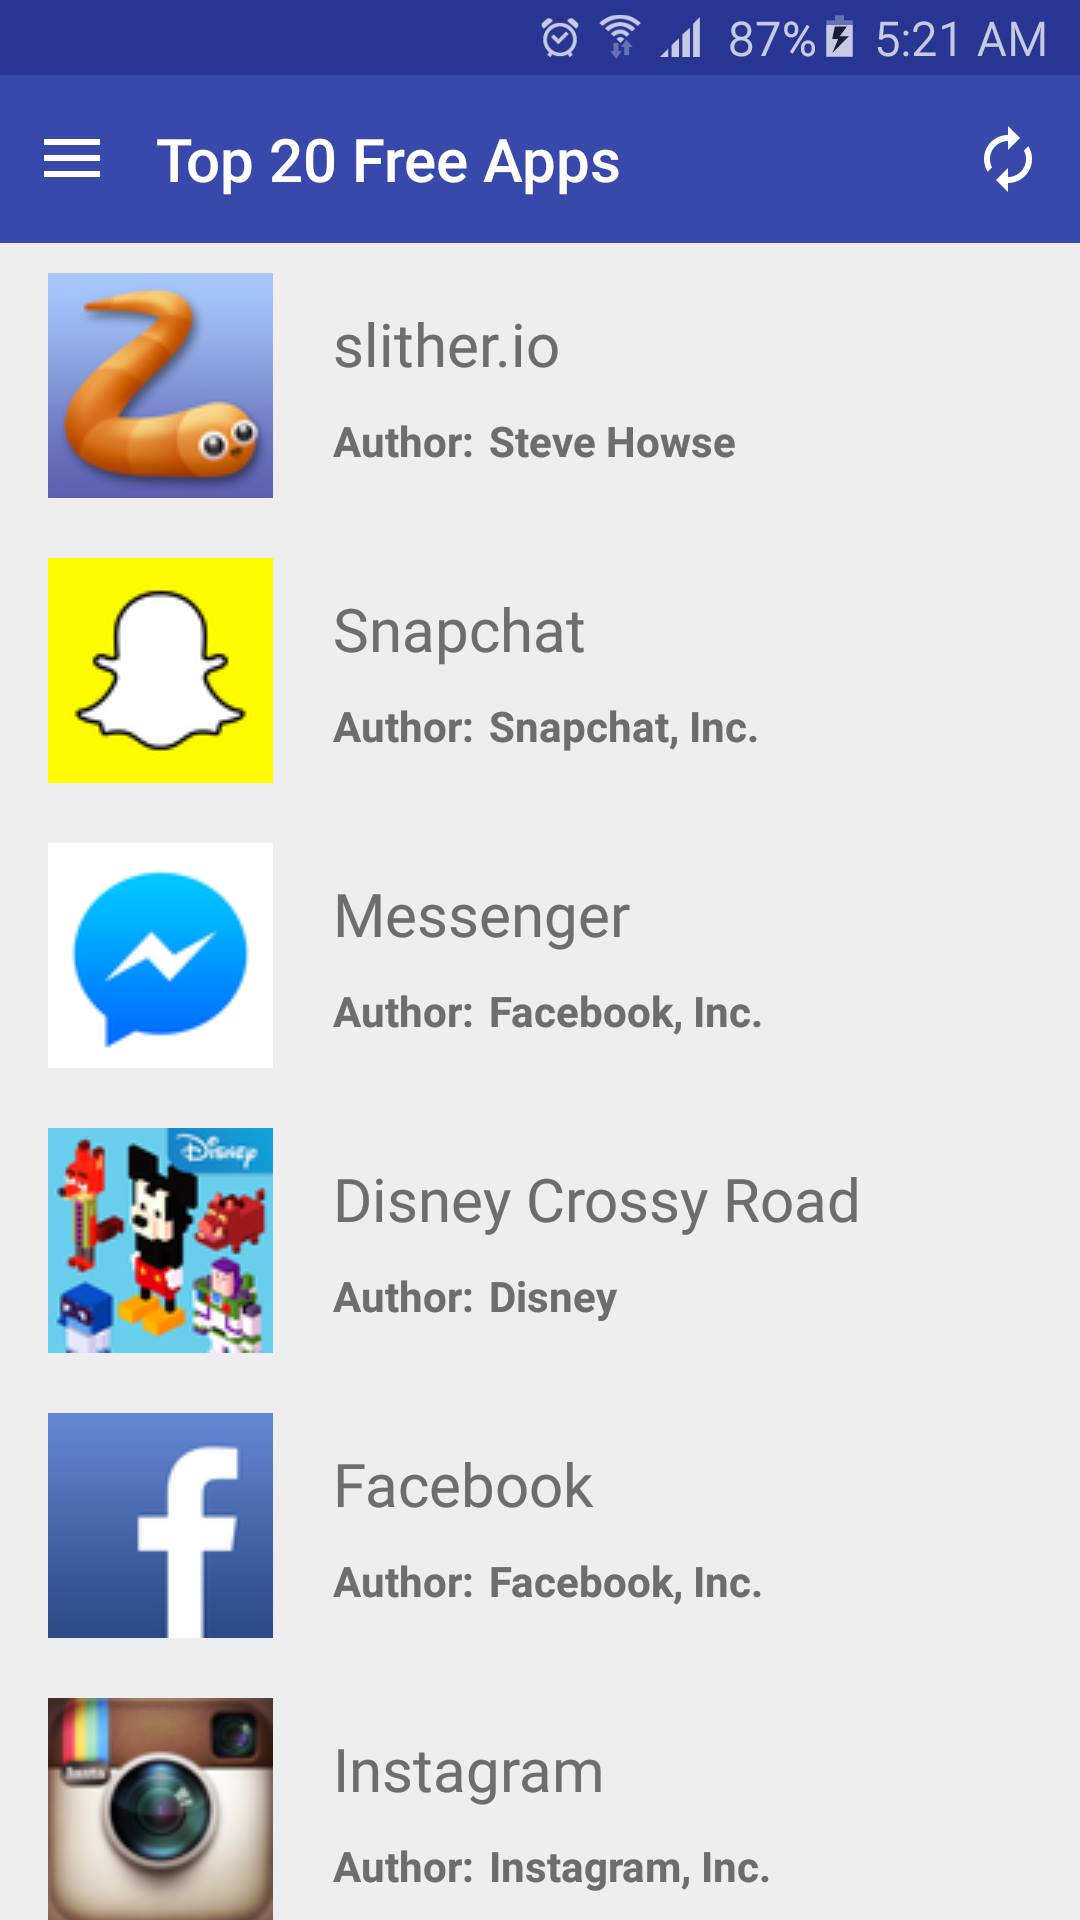 87% 5:21 AM
Top 20 Free Apps
slither.io
Author: Steve Howse
Snapchat
Author: Snapchat, Inc.
Messenger
Author: Facebook, Inc.
Disney
Disney Crossy Road
Author: Disney
f
Facebook
Author: Facebook, Inc.
Instagram
Author: Instagram, Inc.